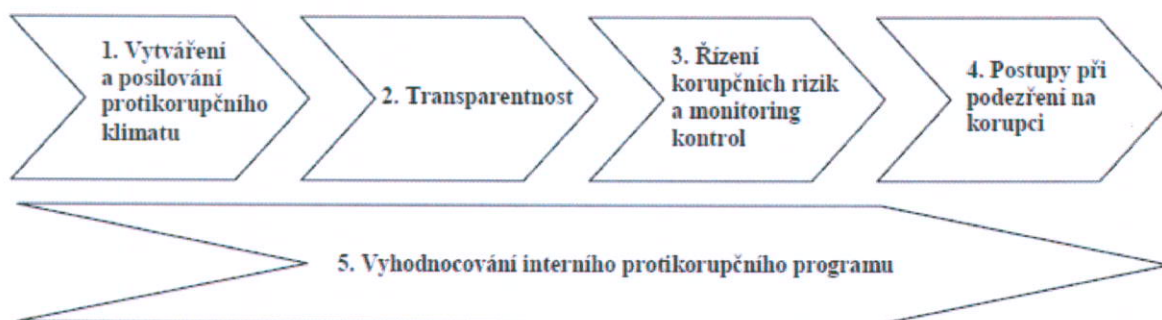 1. Vytváření
a posilování
protikorupčního
klimatu
2. Transparentnost
3. Řízení
korupčních rizik
a monitoring
kontrol
4. Postupy při
podezření na
korupci
5. Vyhodnocování interního protikorupčního programu